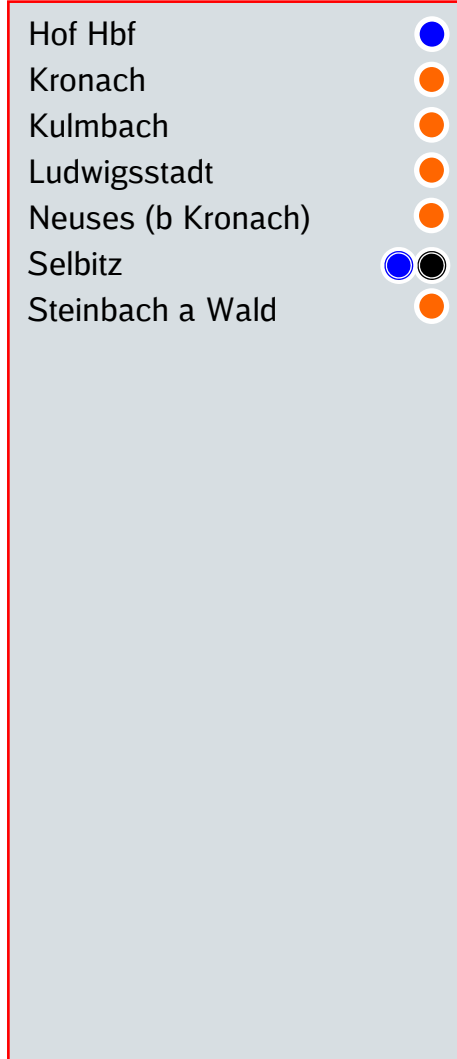 Hof Hbf
Kronach
Kulmbach
Ludwigsstadt
Neuses (b Kronach)
Selbitz
Steinbach a Wald